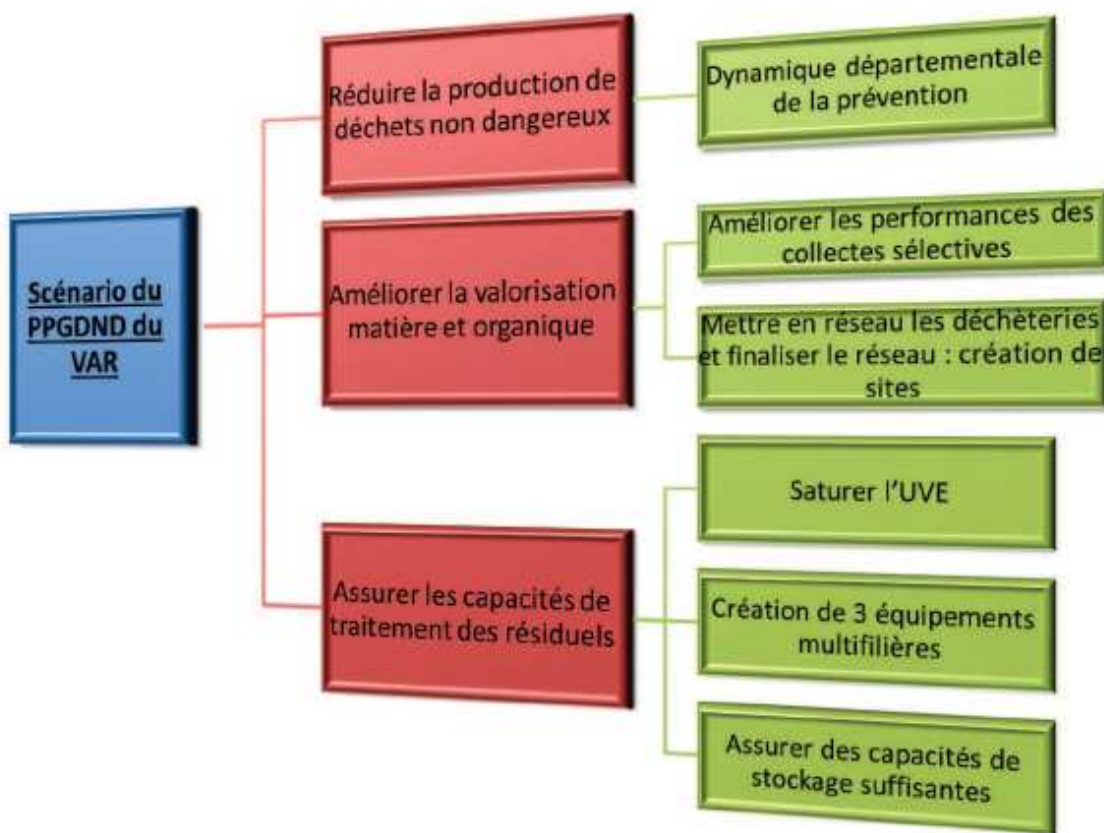 Scénario du
PPGDND du
VAR
Réduire la production de
déchets non dangereux
Dynamique départementale
de la prévention
Améliorer la valorisation
matière et organique
Améliorer les performances des
collectes sélectives
Mettre en réseau les déchèteries
et finaliser le réseau : création de
sites
Assurer les capacités de
traitement des résiduels
Saturer l'UVE
Création de 3 équipements
multifilières
Assurer des capacités de
stockage suffisantes